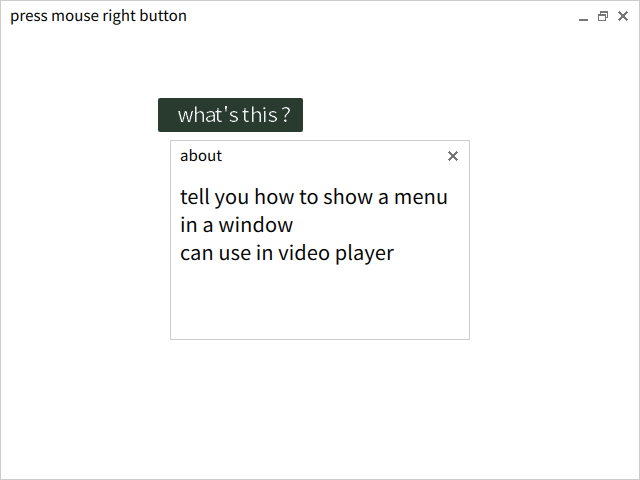 press mouse right button
what's this ?
about
tell you how to show a menu
in a window
can use in video player